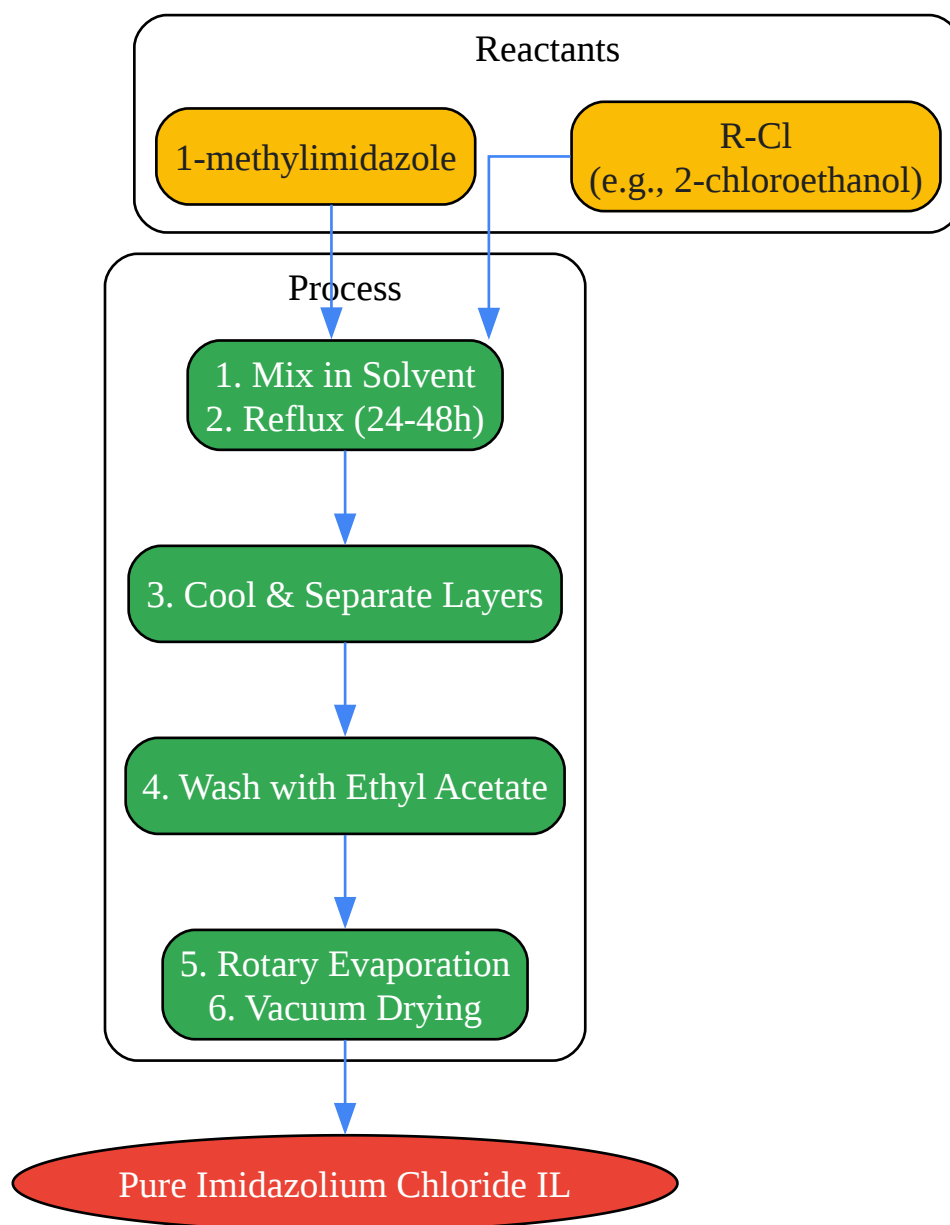 Reactants
1-methylimidazole
R-Cl
(e.g., 2-chloroethanol)
Process
1. Mix in Solvent
2. Reflux (24-48h)
3. Cool & Separate Layers
4. Wash with Ethyl Acetate
5. Rotary Evaporation
6. Vacuum Drying
Pure Imidazolium Chloride IL